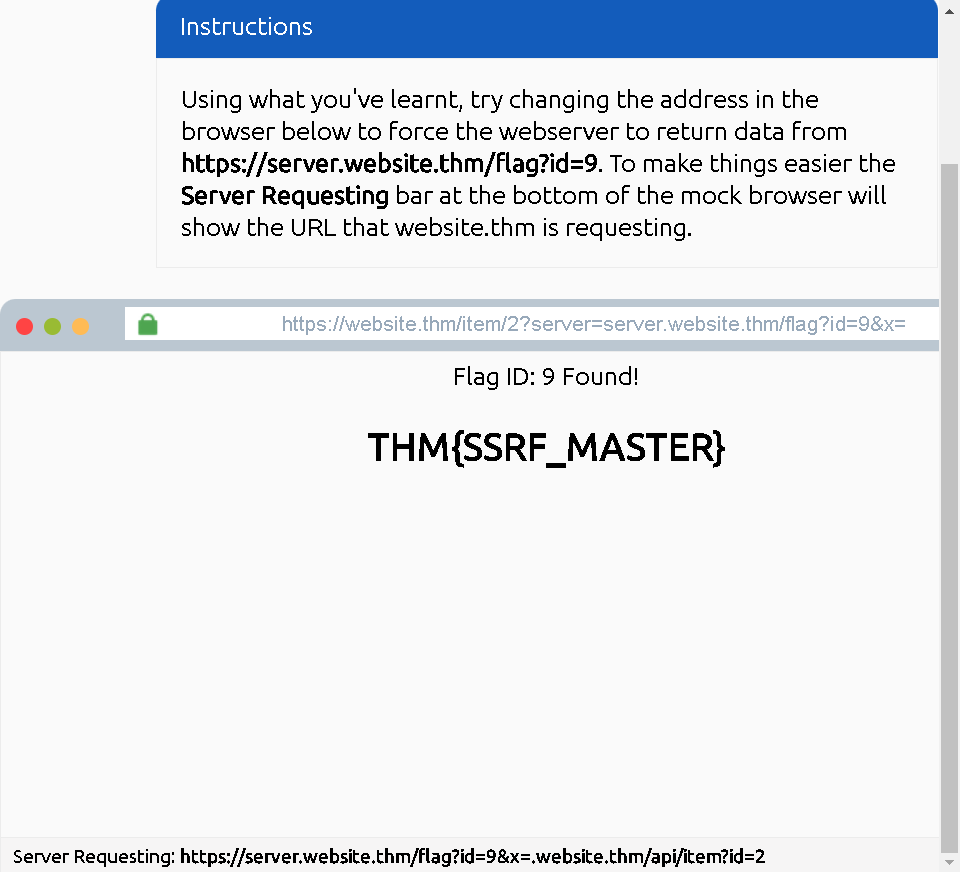 Instructions
Using what you've learnt, try changing the address in the
browser below to force the webserver to return data from
https://server.website.thm/flag?id=9. To make things easier the
Server Requesting bar at the bottom of the mock browser will
show the URL that website.thm is requesting.
https://website.thm/item/2?server=server.website.thm/flag?id=9&x=
Flag ID: 9 Found!
THM{SSRF_MASTER}
Server Requesting: https://server.website.thm/flag?id=9&x=.website.thm/api/item?id=2